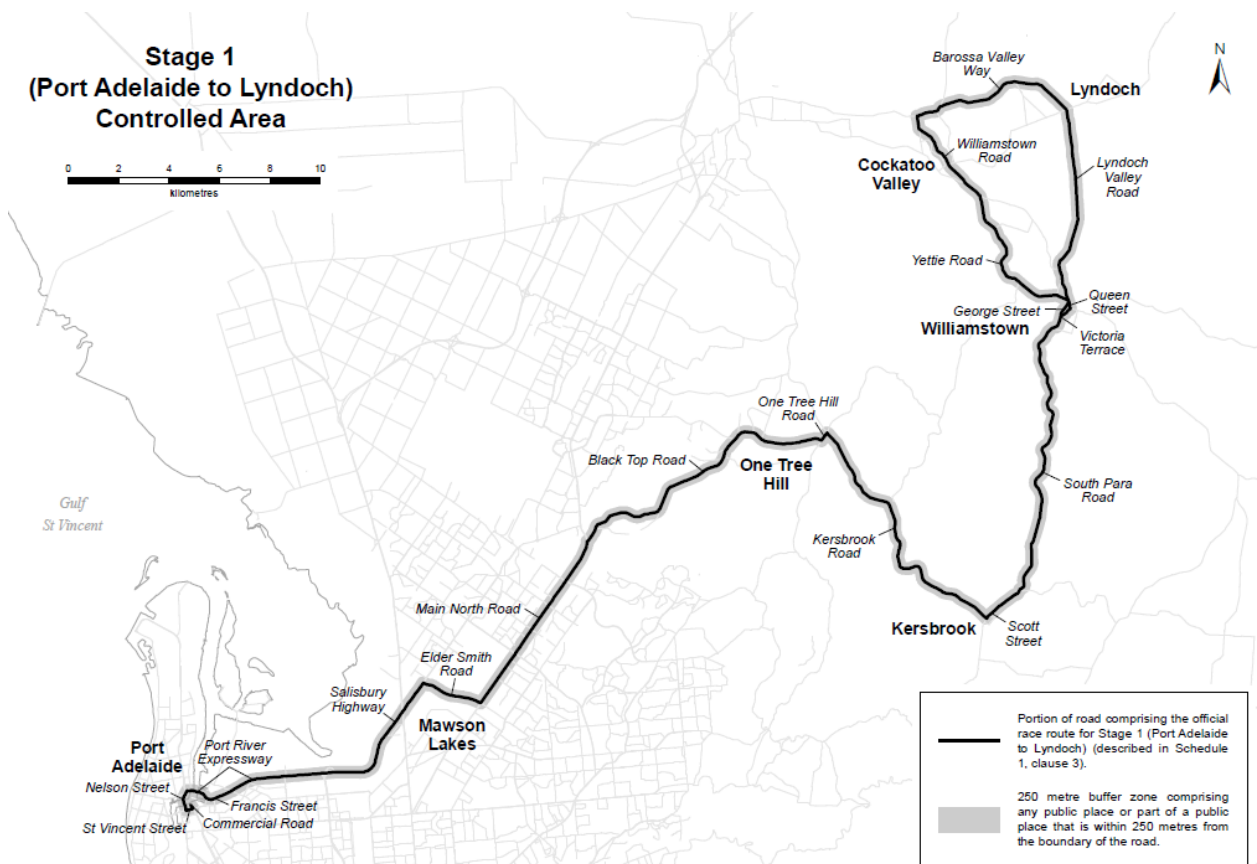 Stage 1
(Port Adelaide to Lyndoch)
Controlled Area
0 2 4 6 8 10
kilometres
N
Barossa Valley
Way
Lyndoch
Williamstown
Road
Cockatoo
Valley
Lyndoch
Valley
Road
Yettie Road
George Street
Queen
Street
Williamstown
Victoria
Terrace
One Tree Hill
Road
Black Top Road
One Tree
Hill
South Para
Road
Gulf
St Vincent
Kersbrook
Road
Main North Road
Kersbrook
Scott
Street
Elder Smith
Road
Salisbury
Highway
Mawson
Lakes
Port
Adelaide
Port River
Expressway
Nelson Street
Francis Street
St Vincent Street
Commercial Road
Portion of road comprising the official
race route for Stage 1 (Port Adelaide
to Lyndoch) (described in Schedule
1, clause 3).
250 metre buffer zone comprising
any public place or part of a public
place that is within 250 metres from
the boundary of the road.